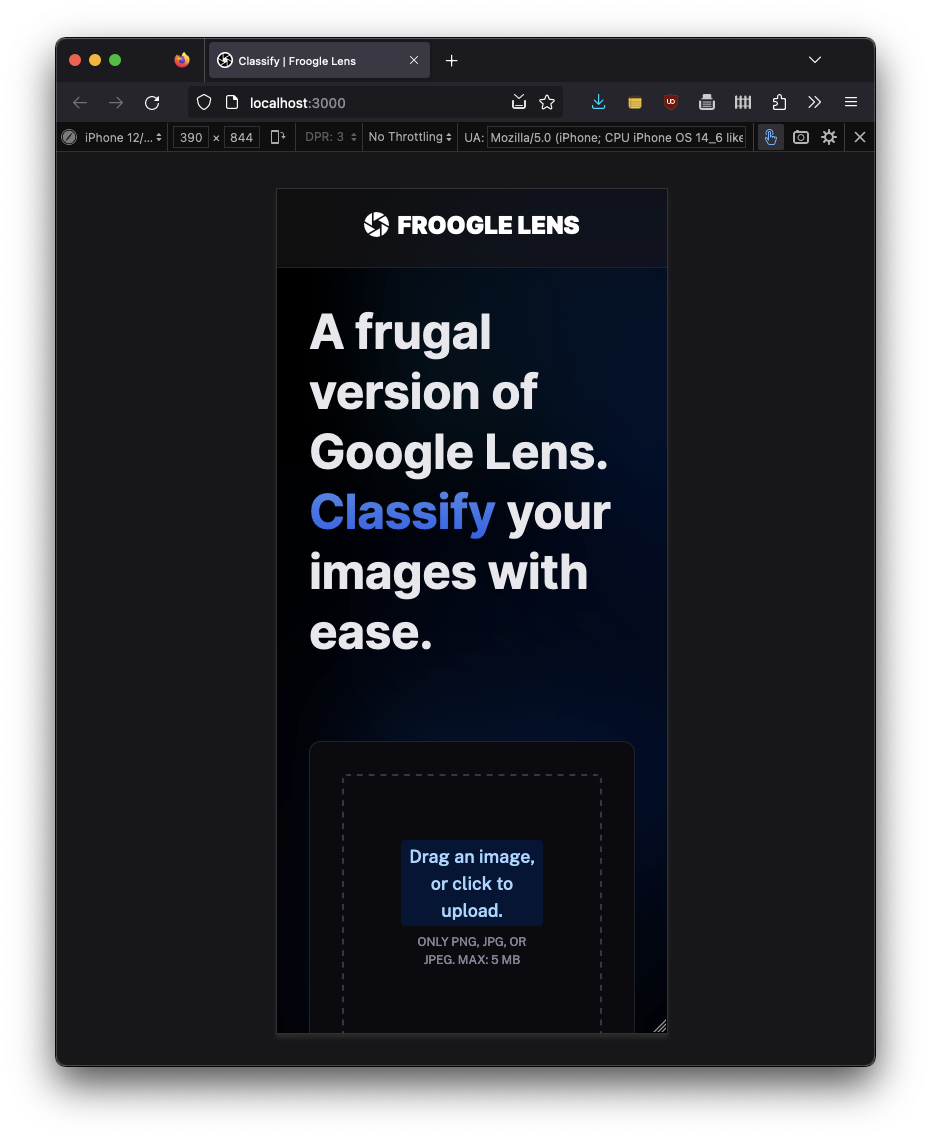 Classify | Froogle Lens
localhost:3000
UD
iPhone 12/... 390 × 844 DPR: 3 No Throttling UA: Mozilla/5.0 (iPhone; CPU iPhone OS 14_6 like
FROOGLE LENS
A frugal
version of
Google Lens.
Classify your
images with
ease.
Drag an image,
or click to
upload.
ONLY PNG, JPG, OR
JPEG. MAX: 5 MB